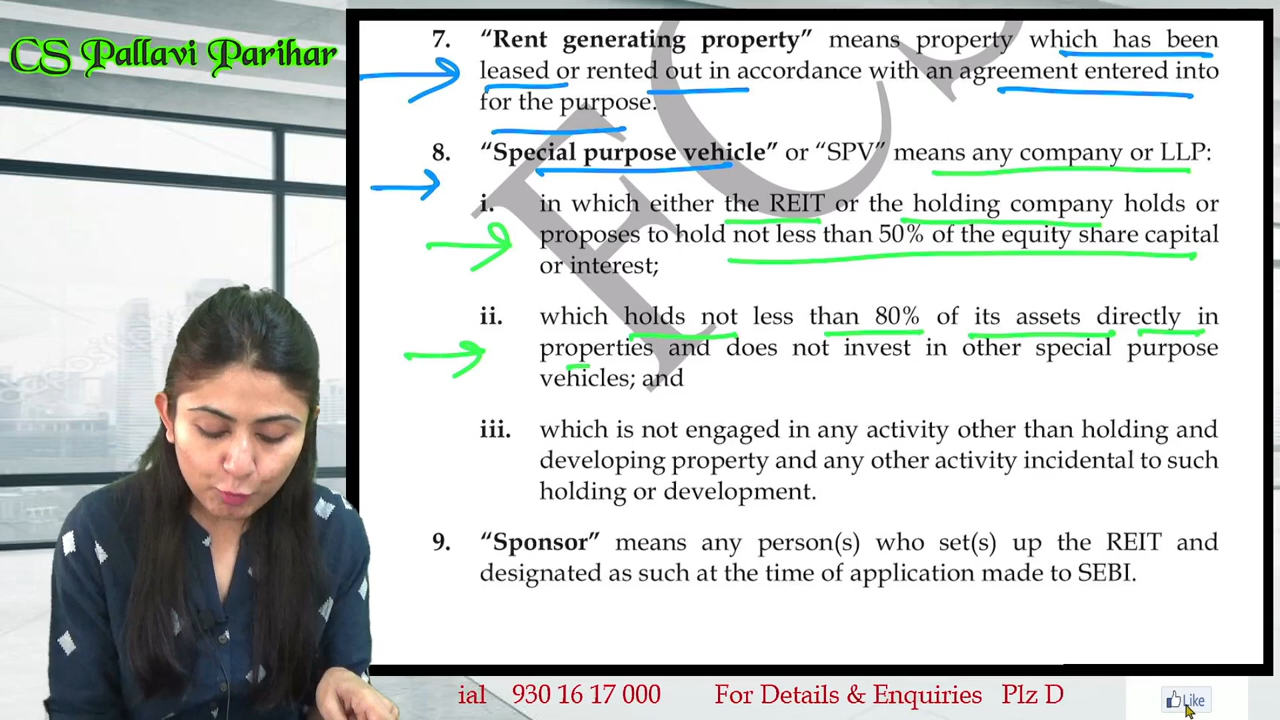 CS Pallavi Parihar
7. “Rent generating property” means property which has been
leased or rented out in accordance with an agreement entered into
for the purpose.
8. “Special purpose vehicle” or “SPV” means any company or LLP:
i. in which either the REIT or the holding company holds or
proposes to hold not less than 50% of the equity share capital
or interest;
ii. which holds not less than 80% of its assets directly in
properties and does not invest in other special purpose
vehicles; and
iii. which is not engaged in any activity other than holding and
developing property and any other activity incidental to such
holding or development.
9. “Sponsor” means any person(s) who set(s) up the REIT and
designated as such at the time of application made to SEBI.
ial 930 16 17 000 For Details & Enquiries Plz D
Like